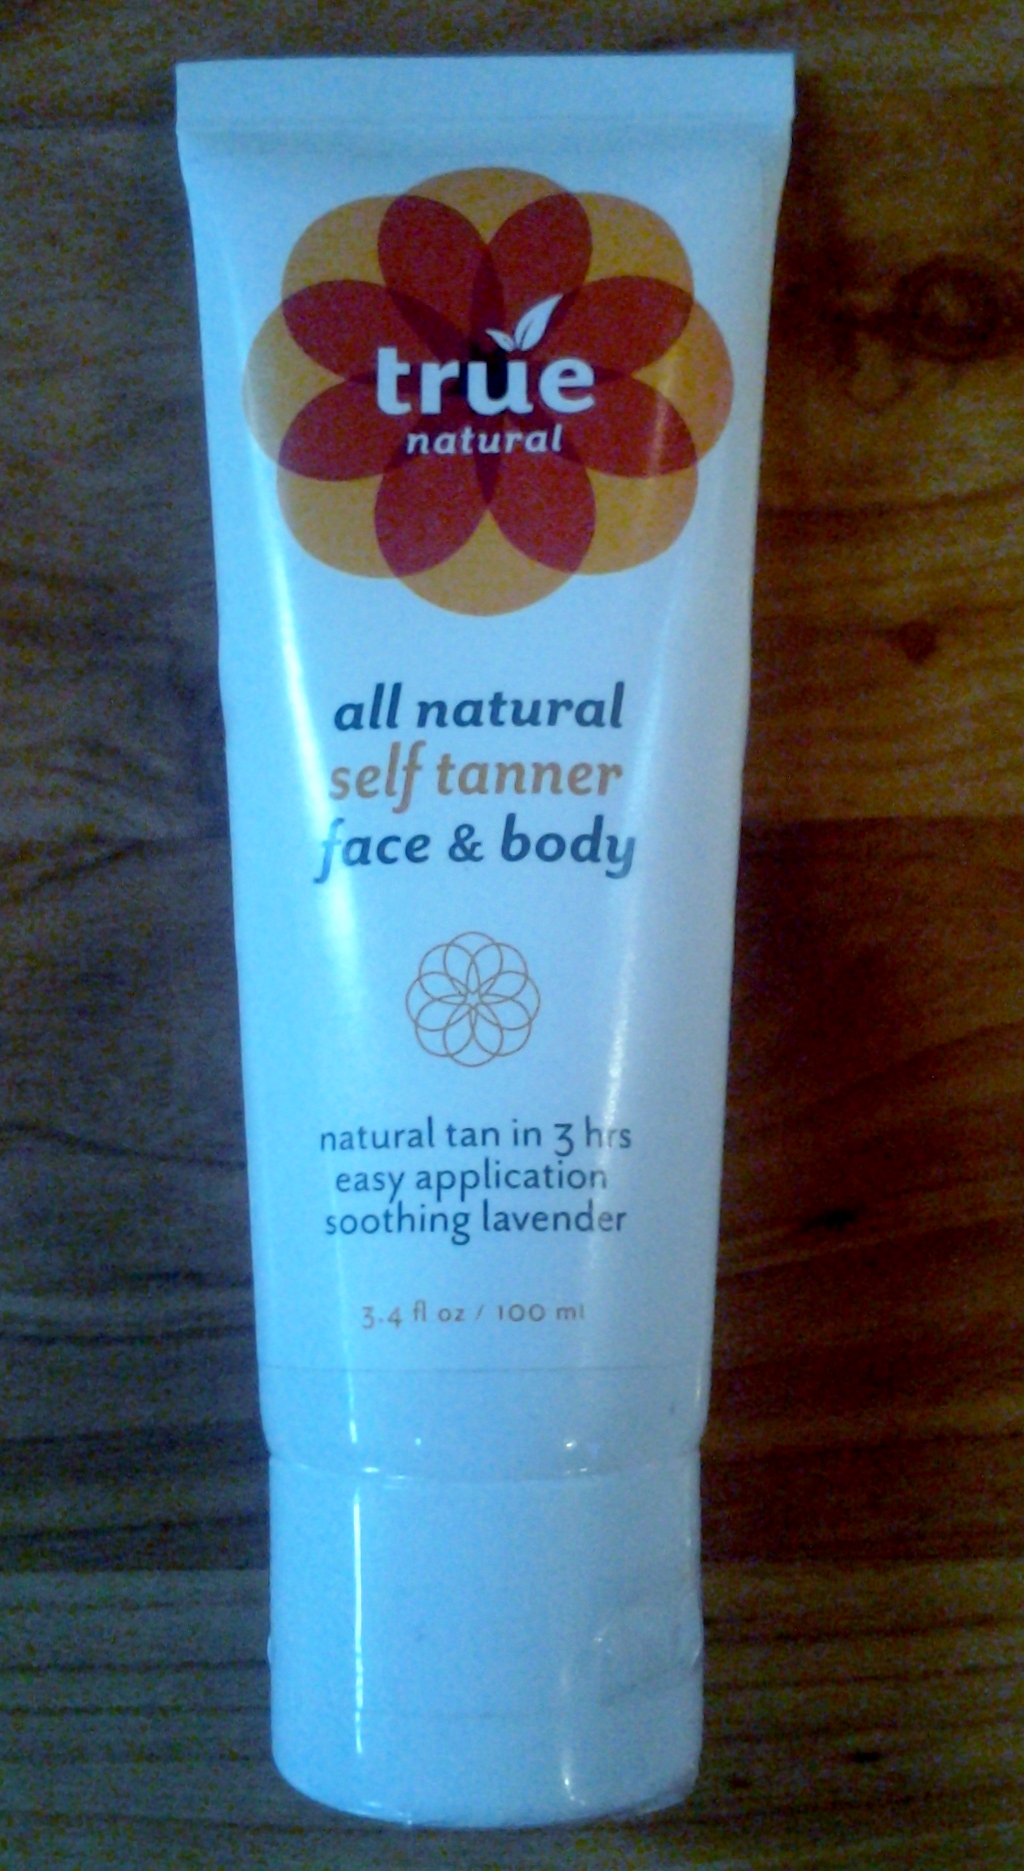 true
natural
all natural
self tanner
face & body
natural tan in 3 hrs
easy application
soothing lavender
3.4 fl oz / 100 ml